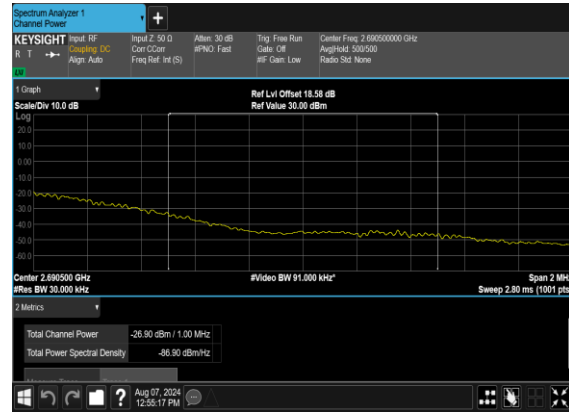 Spectrum Analyzer 1
Channel Power
+
KEYSIGHT Input: RF Input Z: 50 Ω Atten: 30 dB Trig: Free Run Center Freq: 2.690500000 GHz
R T Coupling: DC Corr CCorr #PNO: Fast Gate: Off Avg|Hold: 500/500
Align: Auto Freq Ref: Int (S) #IF Gain: Low Radio Std: None
1 Graph
Ref Lvl Offset 18.58 dB
Scale/Div 10.0 dB Ref Value 30.00 dBm
Log
20.0
10.0
0.00
-10.0
-20.0
-30.0
-40.0
-50.0
-60.0
Center 2.690500 GHz #Video BW 91.000 kHz* Span 2 MHz
#Res BW 30.000 kHz Sweep 2.80 ms (1001 pts
2 Metrics
Total Channel Power -26.90 dBm / 1.00 MHz
Total Power Spectral Density -86.90 dBm/Hz
?
Aug 07, 2024
12:55:17 PM